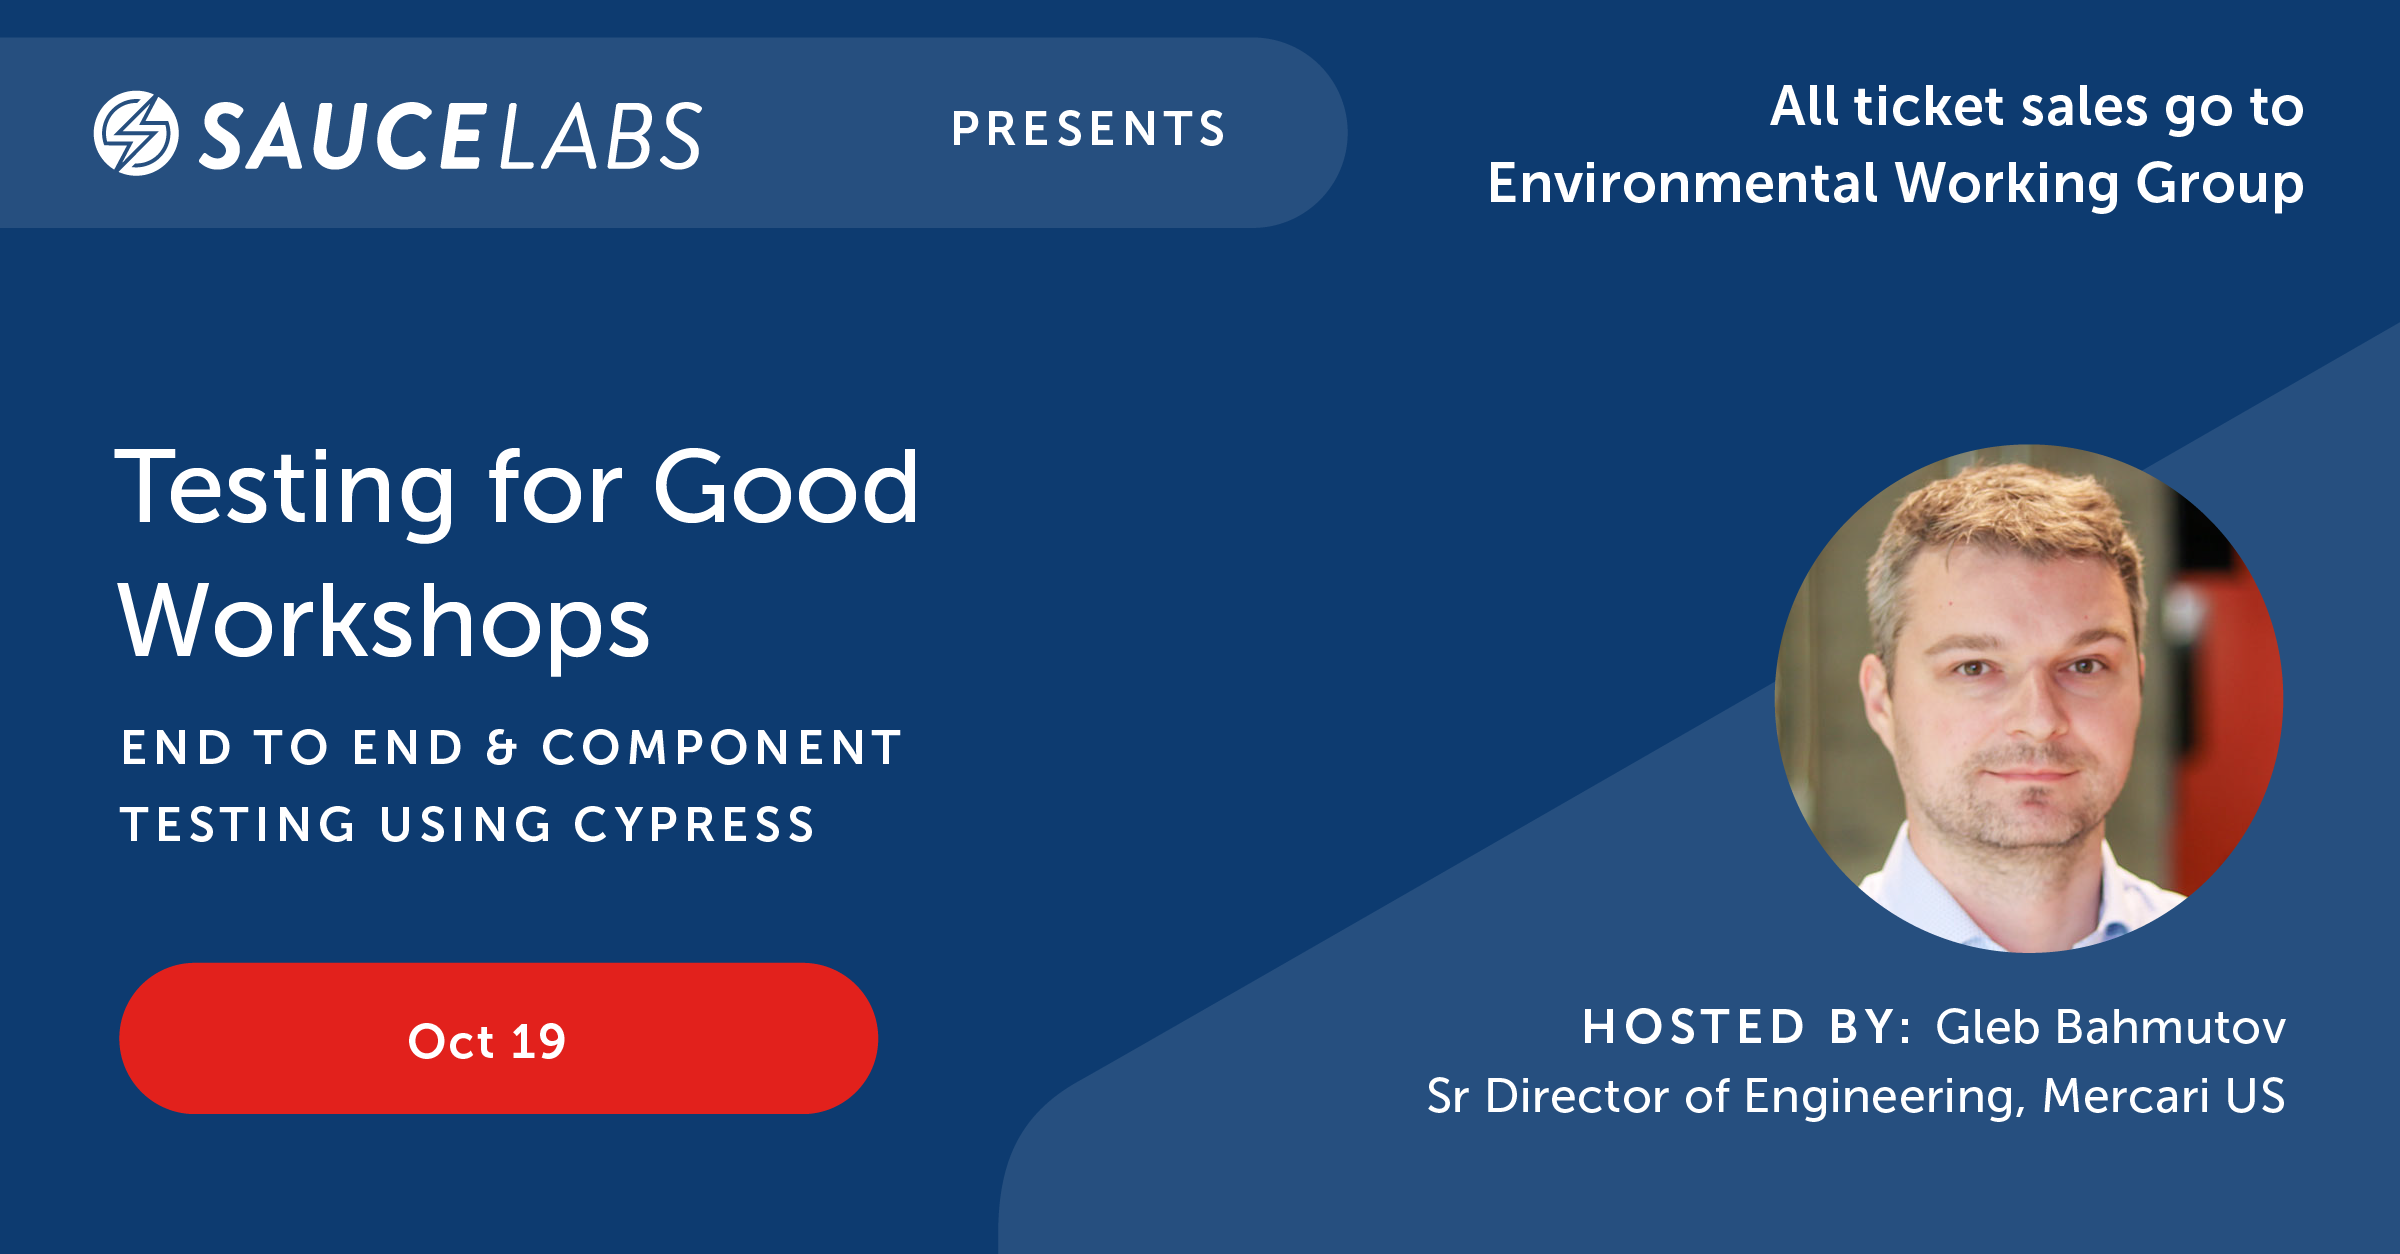 SAUCELABS
PRESENTS
All ticket sales go to
Environmental Working Group
Testing for Good
Workshops
END TO END & COMPONENT
TESTING USING CYPRESS
Oct 19
HOSTED BY: Gleb Bahmutov
Sr Director of Engineering, Mercari US